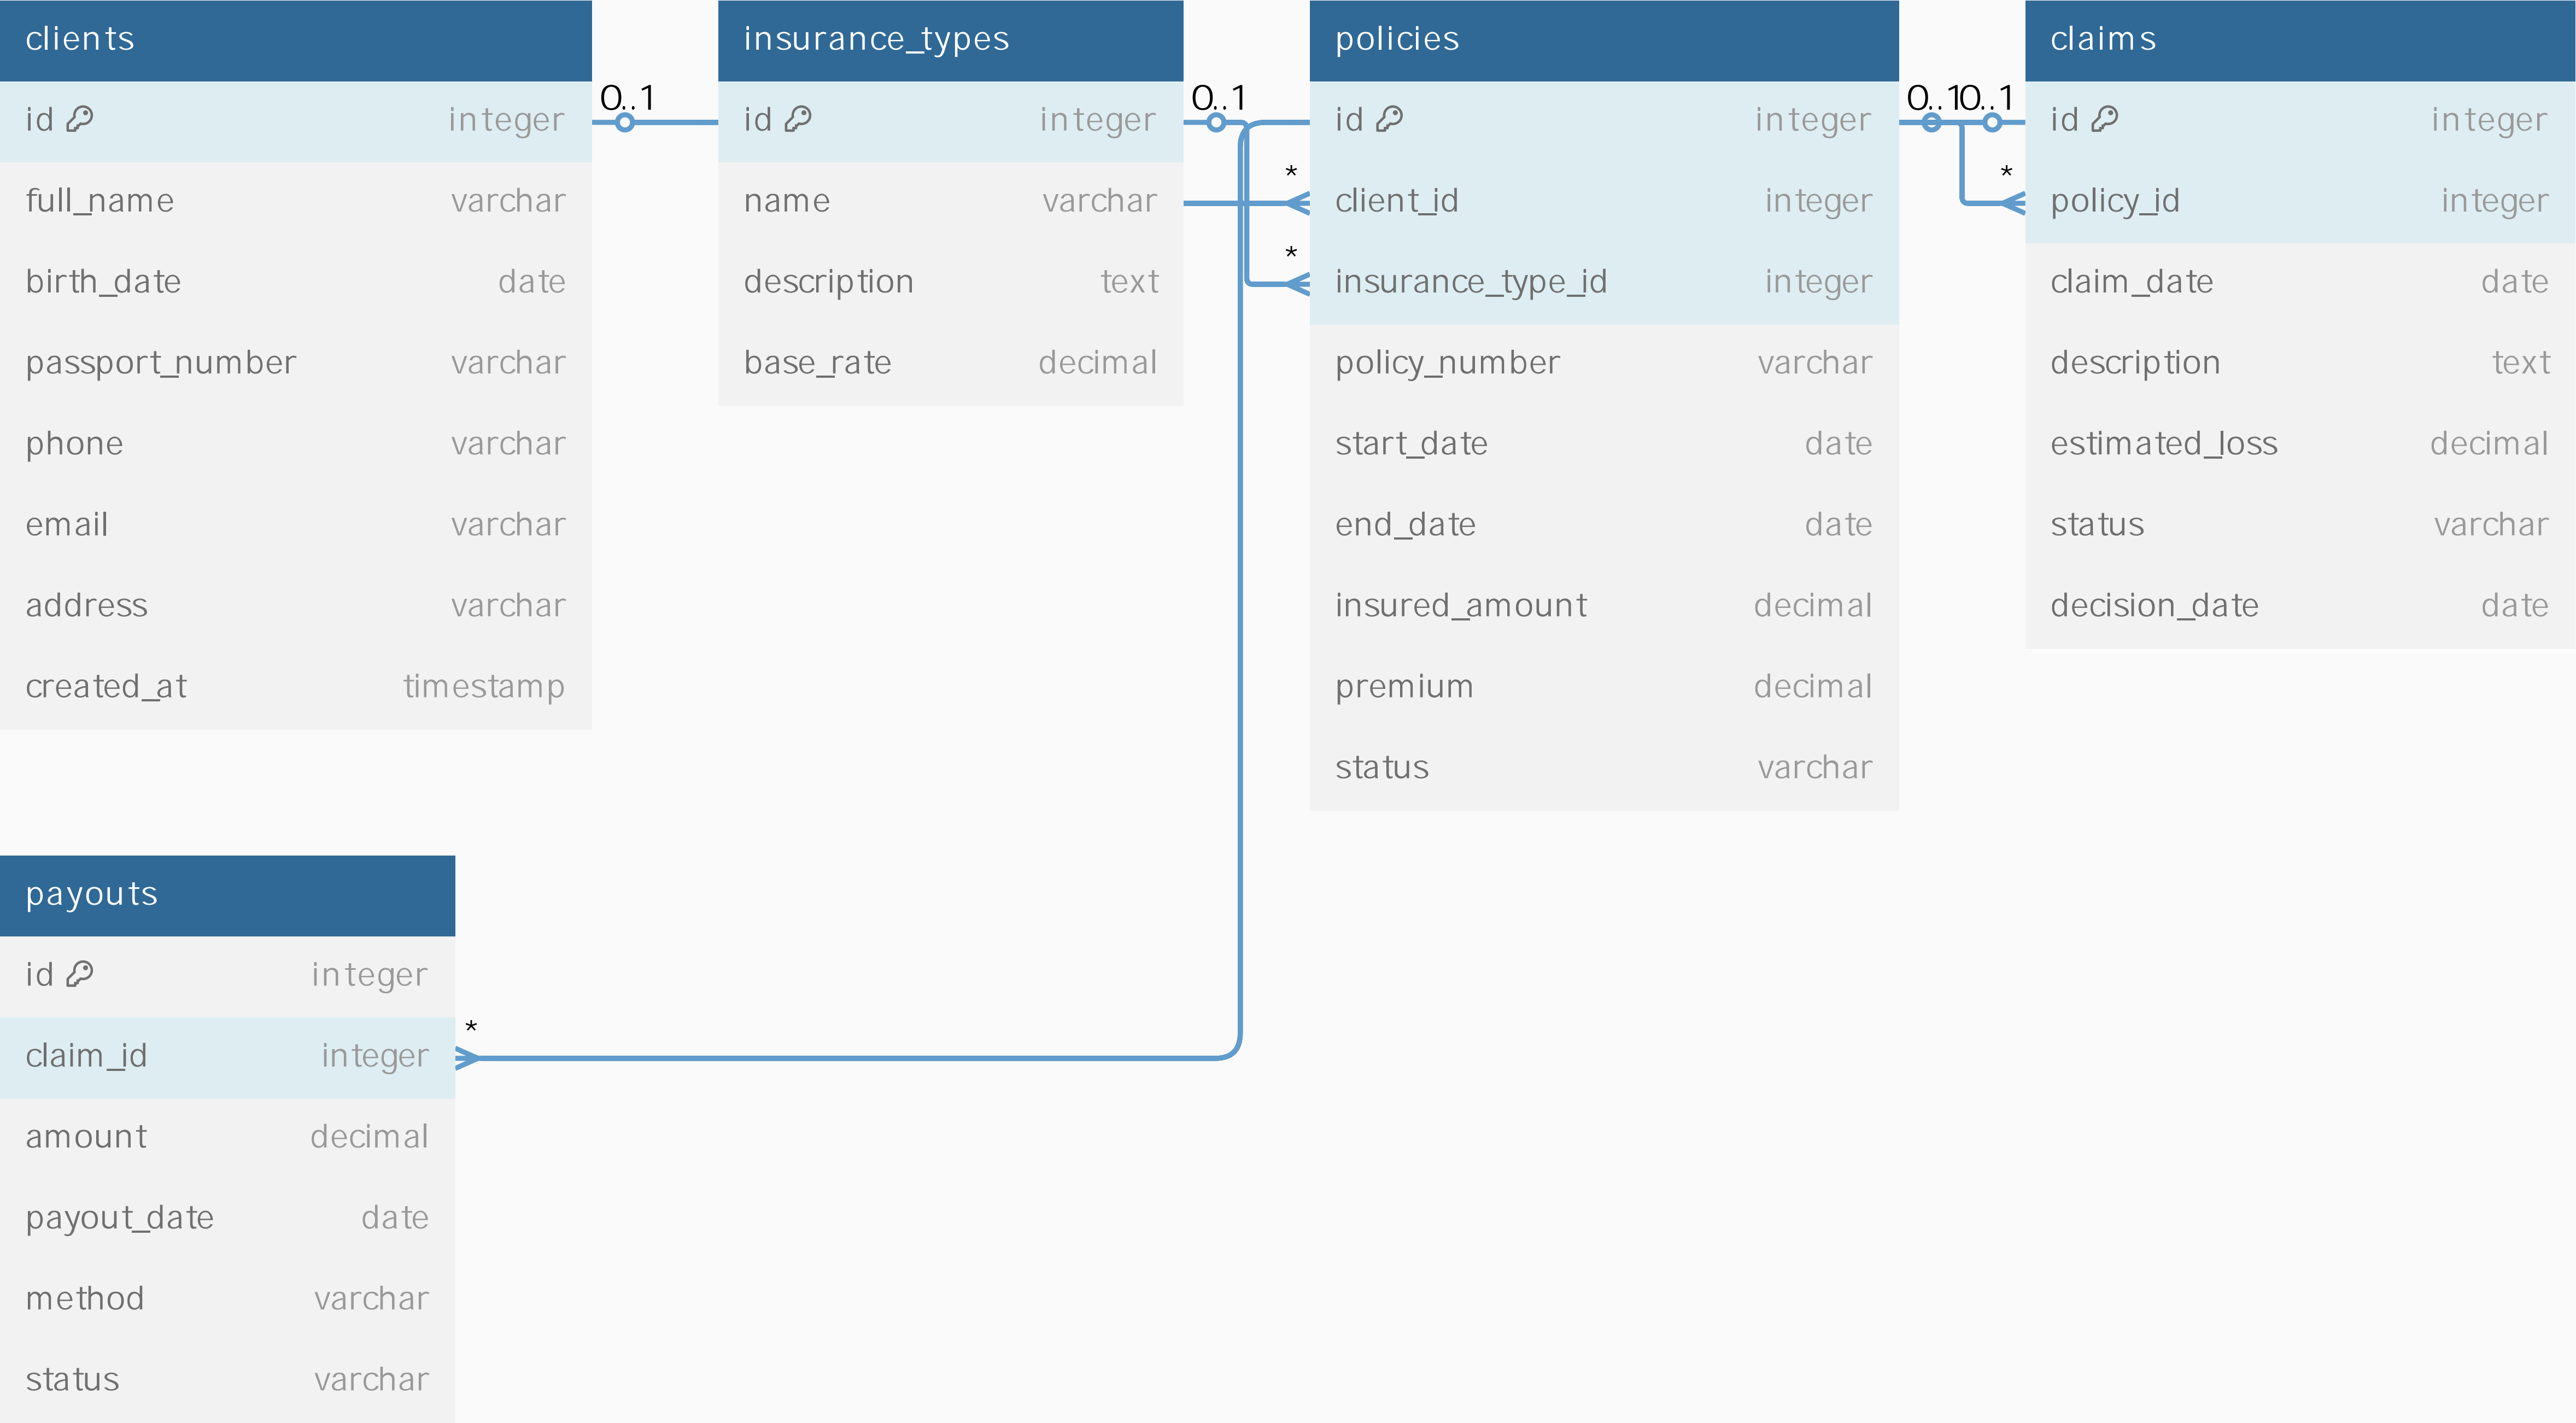 clients
id integer
full_name varchar
birth_date date
passport_number varchar
phone varchar
email varchar
address varchar
created_at timestamp
0..1
insurance_types
id integer
name varchar
description text
base_rate decimal
0..1
*
*
policies
id integer
client_id integer
insurance_type_id integer
policy_number varchar
start_date date
end_date date
insured_amount decimal
premium decimal
status varchar
0..1
0..1
*
claims
id integer
policy_id integer
claim_date date
description text
estimated_loss decimal
status varchar
decision_date date
payouts
id integer
claim_id integer
*
amount decimal
payout_date date
method varchar
status varchar